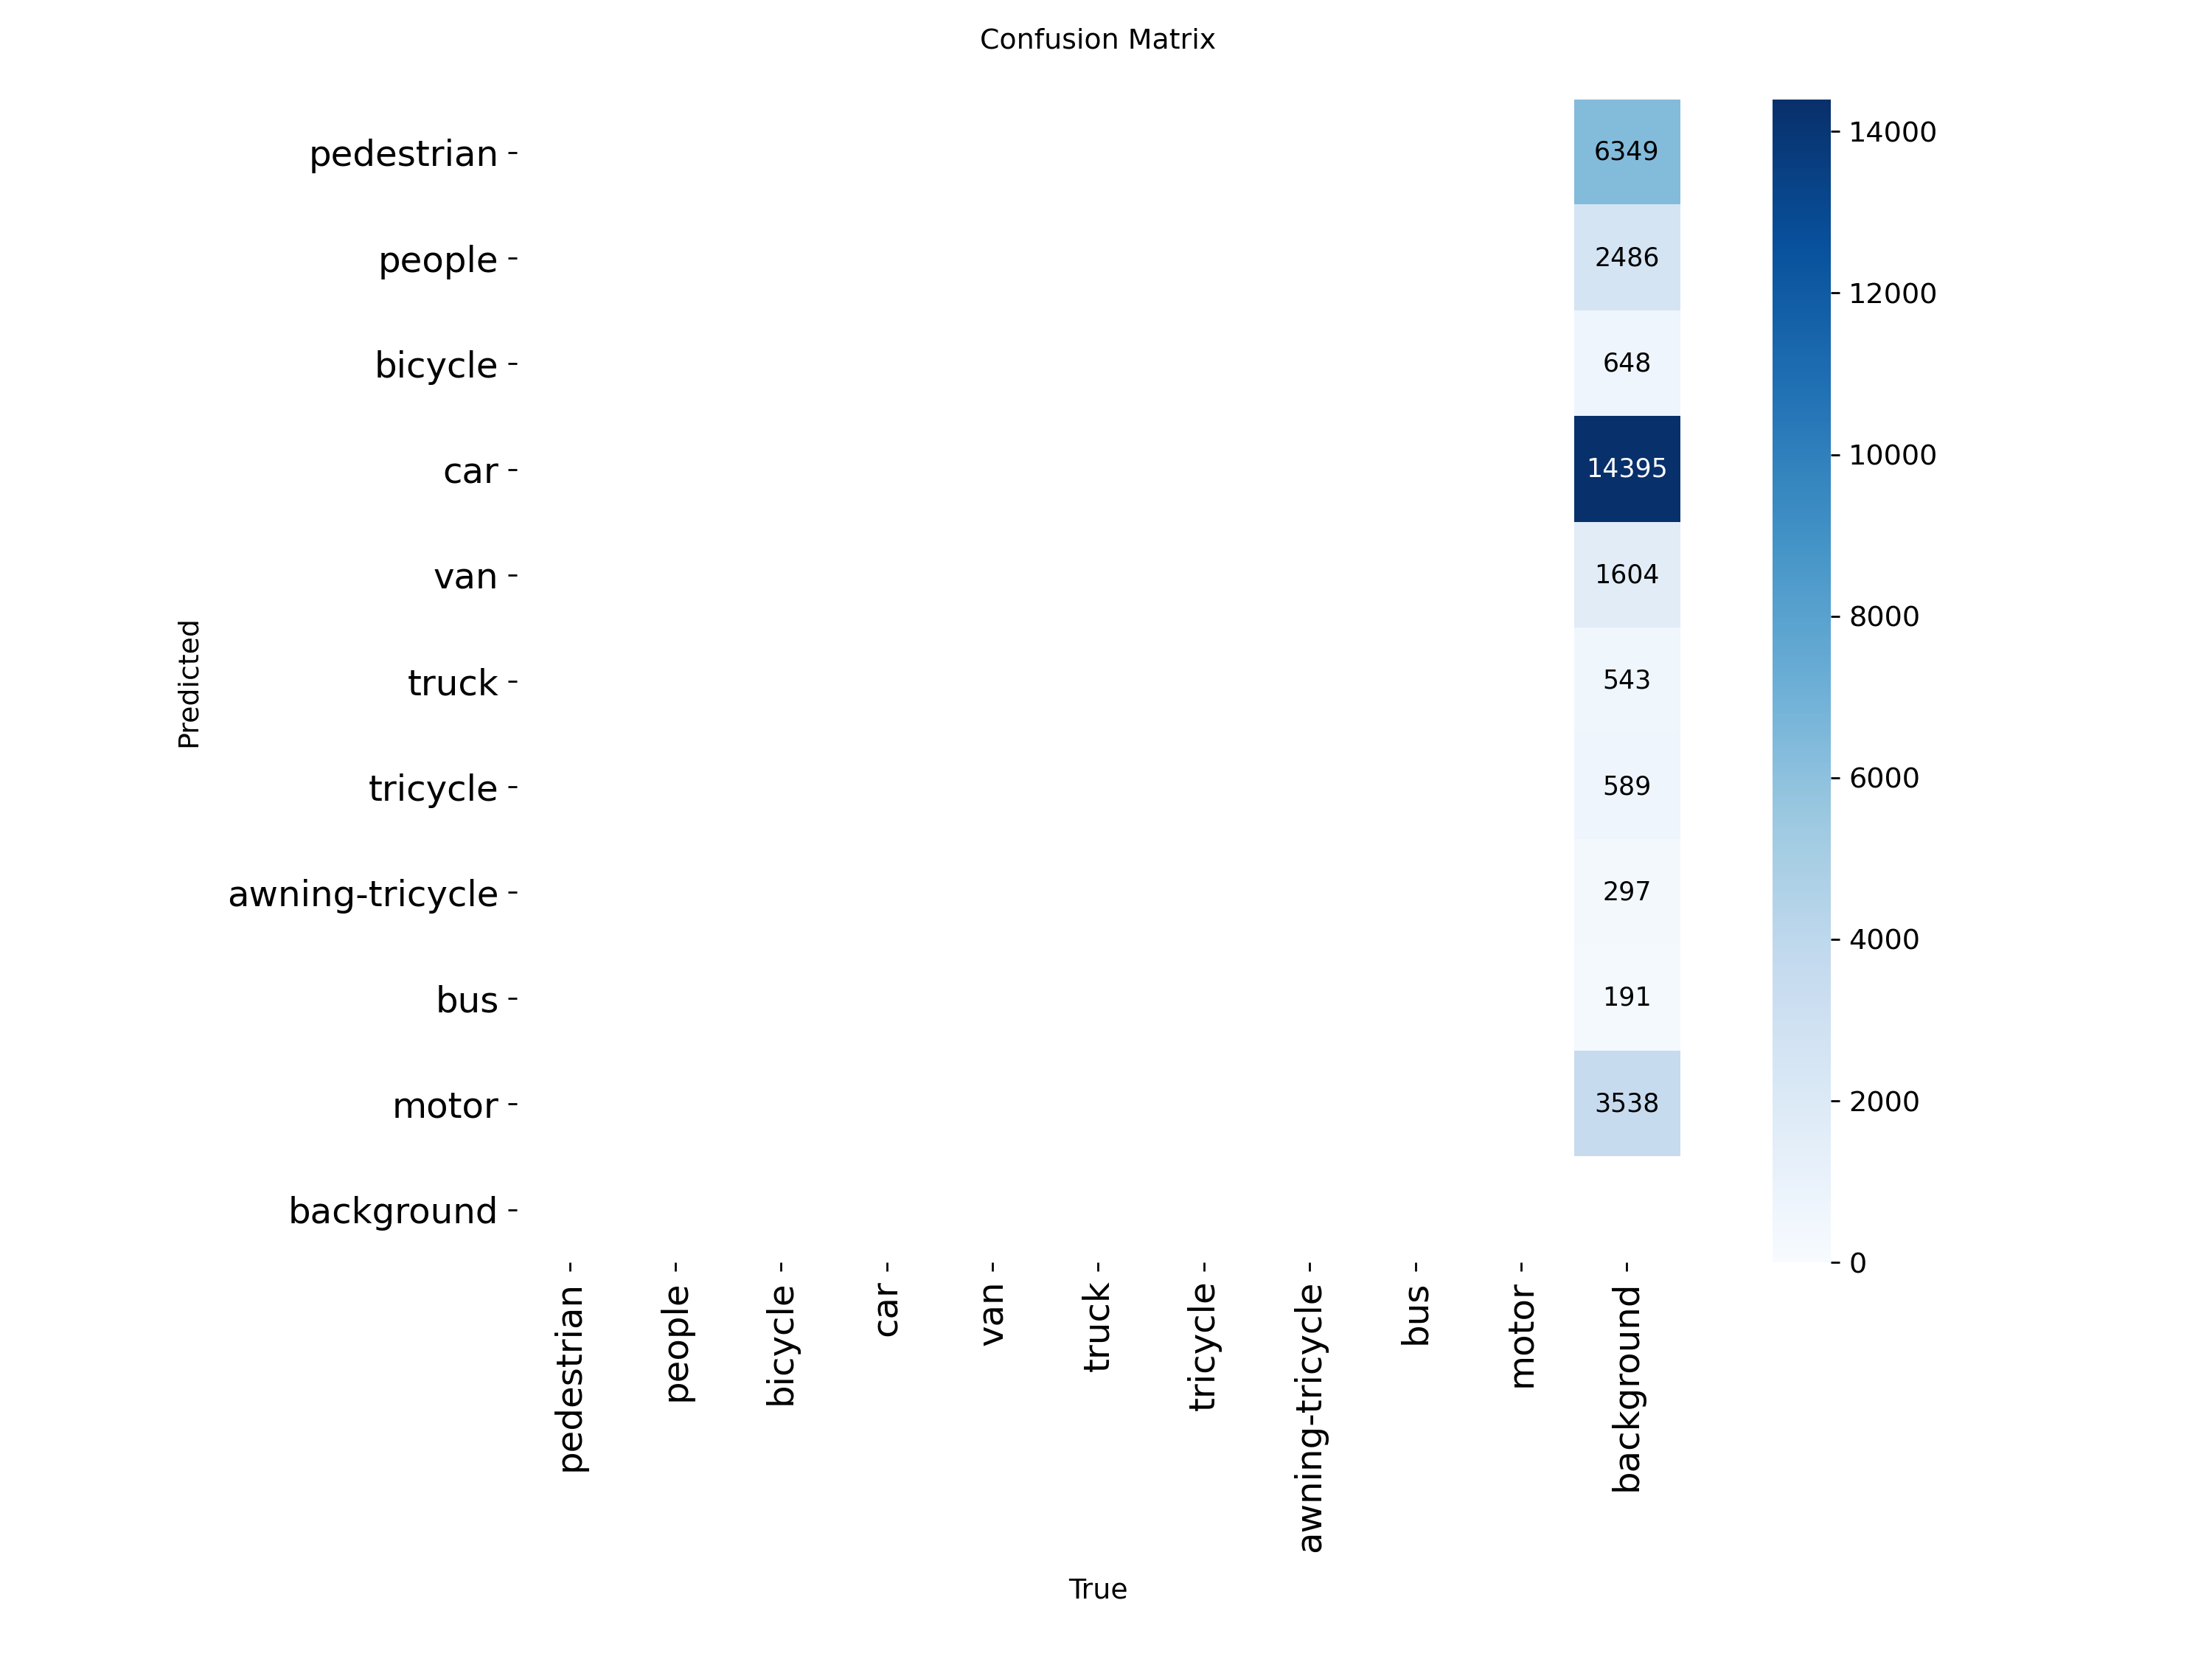 Confusion Matrix
pedestrian
people
bicycle
car
van
truck
tricycle
awning-tricycle
bus
motor
background
Predicted
6349
2486
648
14395
1604
543
589
297
191
3538
14000
12000
10000
8000
6000
4000
2000
0
pedestrian
people
bicycle
car
van
truck
tricycle
awning-tricycle
bus
motor
background
True